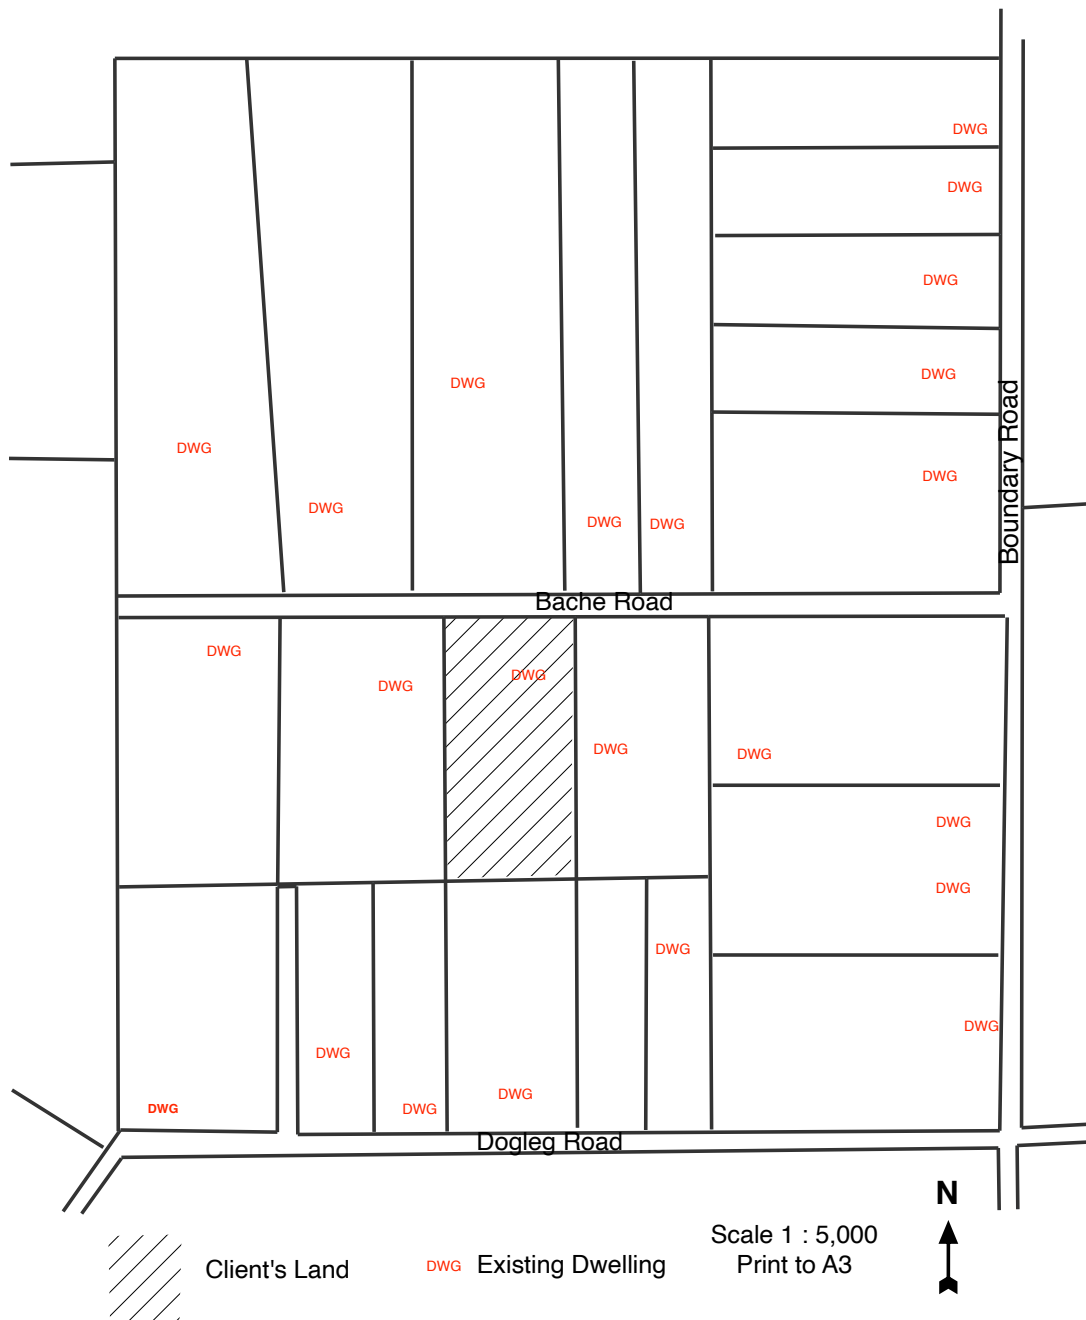 DWG
DWG
DWG
DWG
DWG
DWG
DWG
DWG
DWG
DWG
Boundary Road
Bache Road
DWG
DWG
DWG
DWG
DWG
DWG
DWG
DWG
DWG
DWG
DWG
DWG
DWG
Dogleg Road
N
Client's Land
DWG Existing Dwelling
Scale 1 : 5,000
Print to A3